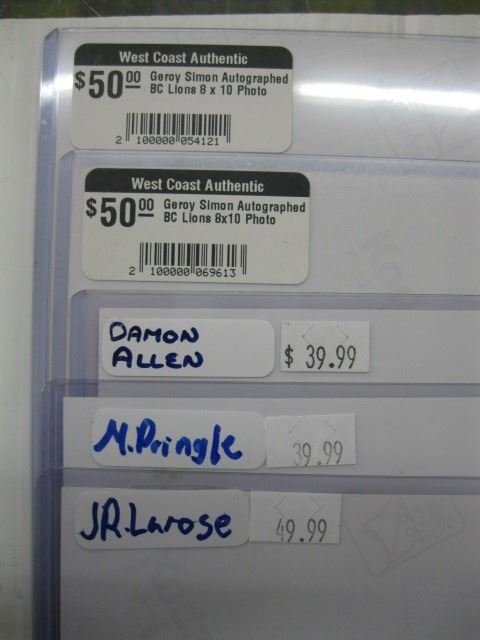 West Coast Authentic
$50 00 Geroy Simon Autographed
BC Lions 8 x 10 Photo
2 100000 054121
West Coast Authentic
$50 00 Geroy Simon Autographed
BC Lions 8x10 Photo
2 100000 069613
DAMON
ALLEN
$ 39.99
M.Pringle
39.99
JR.Larose
49.99